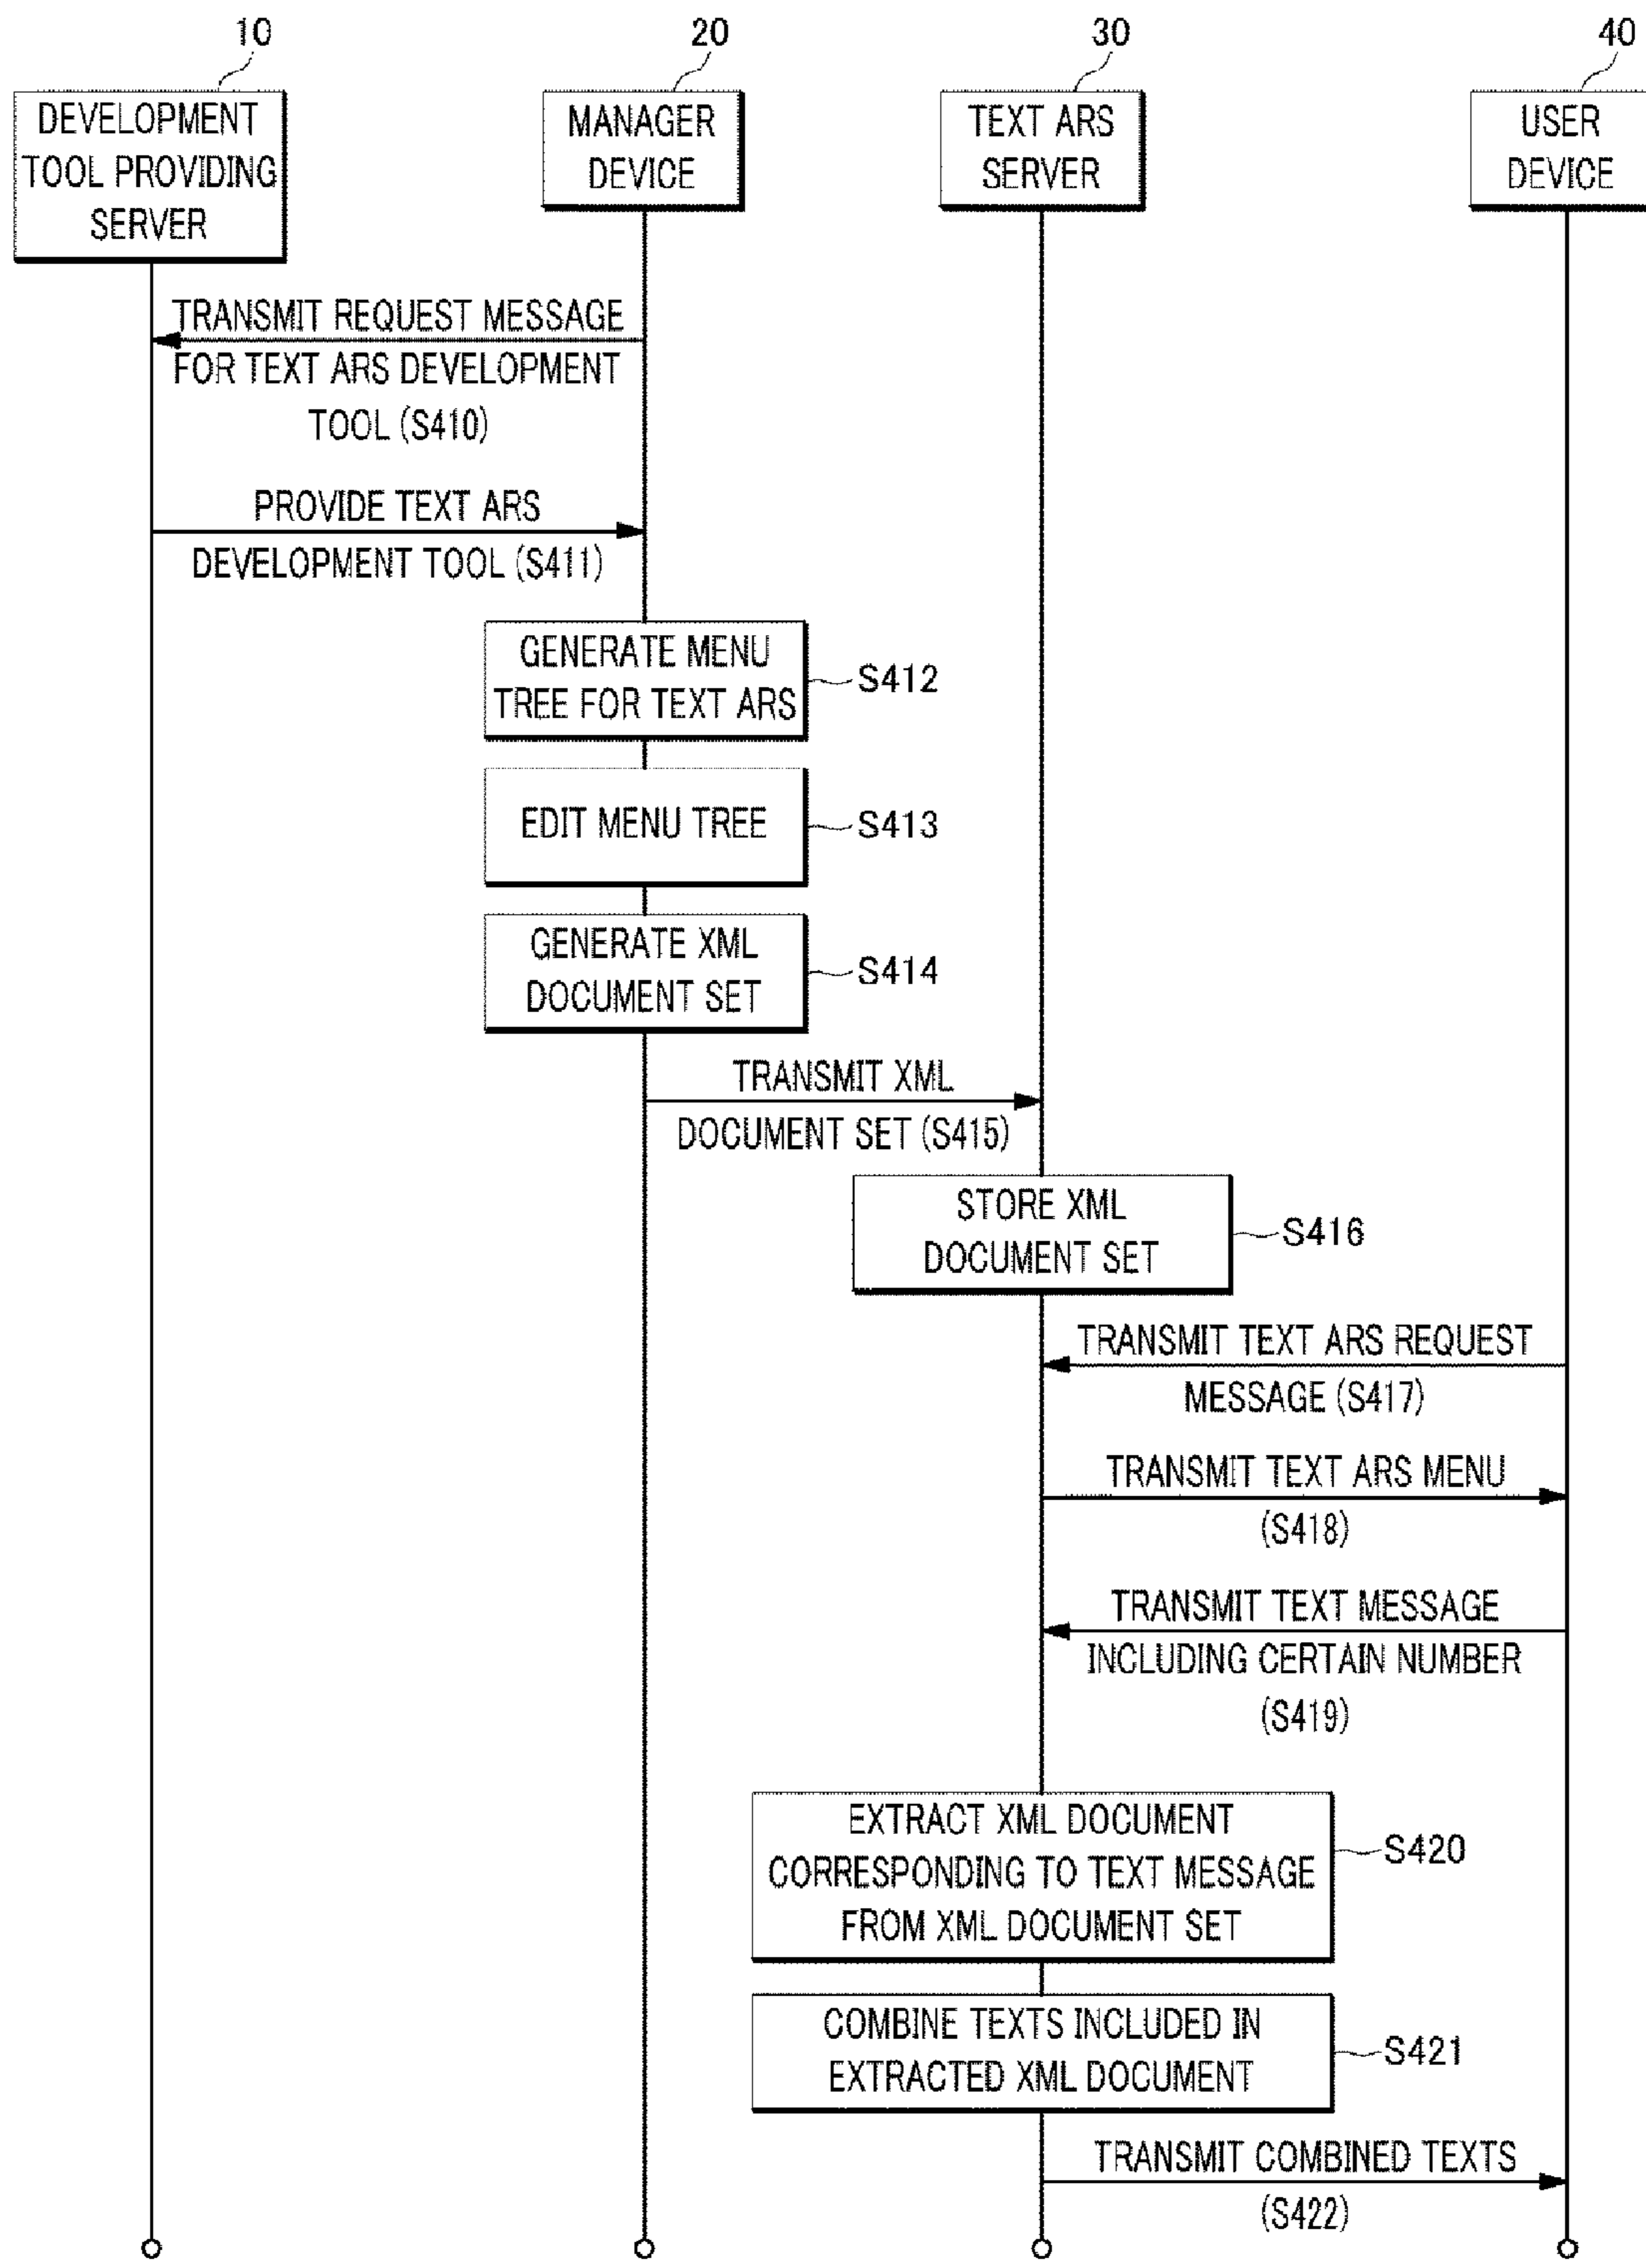 10
20
30
40
DEVELOPMENT
TOOL PROVIDING
SERVER
MANAGER
DEVICE
TEXT ARS
SERVER
USER
DEVICE
TRANSMIT REQUEST MESSAGE
FOR TEXT ARS DEVELOPMENT
TOOL (S410)
PROVIDE TEXT ARS
DEVELOPMENT TOOL (S411)
GENERATE MENU
TREE FOR TEXT ARS
S412
EDIT MENU TREE
S413
GENERATE XML
DOCUMENT SET
S414
TRANSMIT XML
DOCUMENT SET (S415)
STORE XML
DOCUMENT SET
S416
TRANSMIT TEXT ARS REQUEST
MESSAGE (S417)
TRANSMIT TEXT ARS MENU
(S418)
TRANSMIT TEXT MESSAGE
INCLUDING CERTAIN NUMBER
(S419)
EXTRACT XML DOCUMENT
CORRESPONDING TO TEXT MESSAGE
FROM XML DOCUMENT SET
S420
COMBINE TEXTS INCLUDED IN
EXTRACTED XML DOCUMENT
S421
TRANSMIT COMBINED TEXTS
(S422)